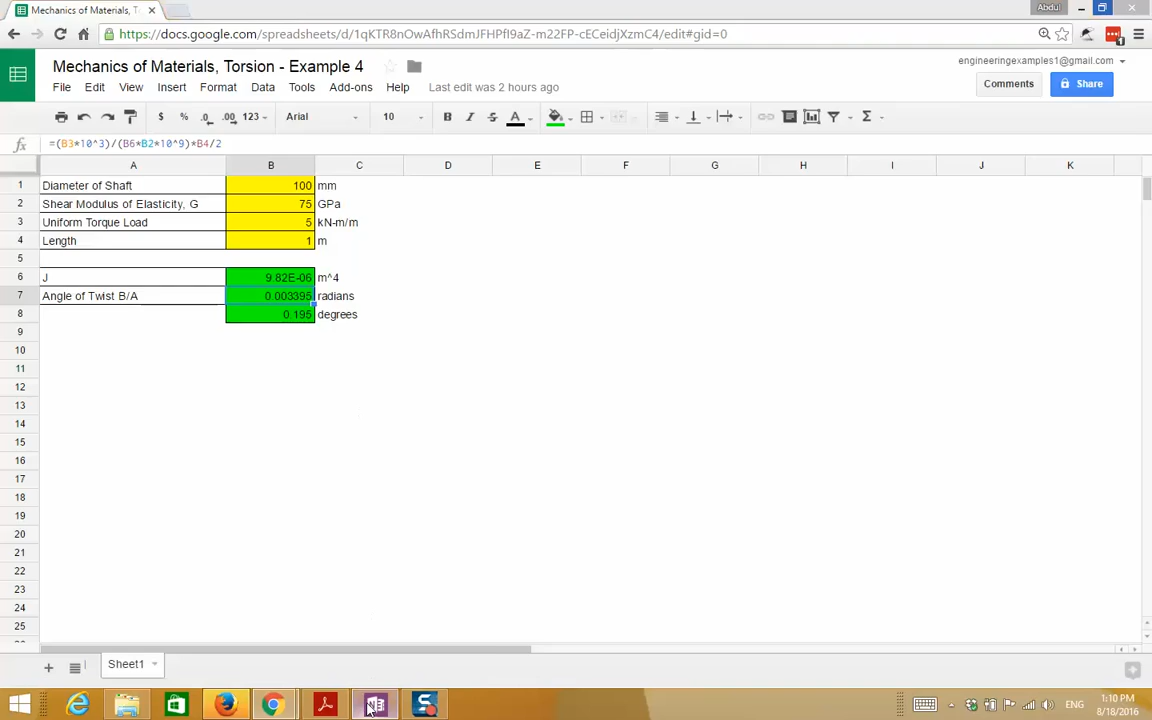 Mechanics of Materials, T
Abdul
https://docs.google.com/spreadsheets/d/1qKTR8nOwAfhRSdmJFHPfI9aZ-m22FP-cECeidjXzmC4/edit#gid=0
Mechanics of Materials, Torsion - Example 4
engineeringexamples1@gmail.com
File Edit View Insert Format Data Tools Add-ons Help Last edit was 2 hours ago
Comments Share
$ % .0 .00 123 Arial 10 B I S A Σ
fx =(B3*10^3)/(B6*B2*10^9)*B4/2
A B C D E F G H I J K
1 Diameter of Shaft 100 mm
2 Shear Modulus of Elasticity, G 75 GPa
3 Uniform Torque Load 5 kN-m/m
4 Length 1 m
5
6 J 9.82E-06 m^4
7 Angle of Twist B/A 0.003395 radians
8 0.195 degrees
9
10
11
12
13
14
15
16
17
18
19
20
21
22
23
24
25
Sheet1
ENG
1:10 PM
8/18/2016